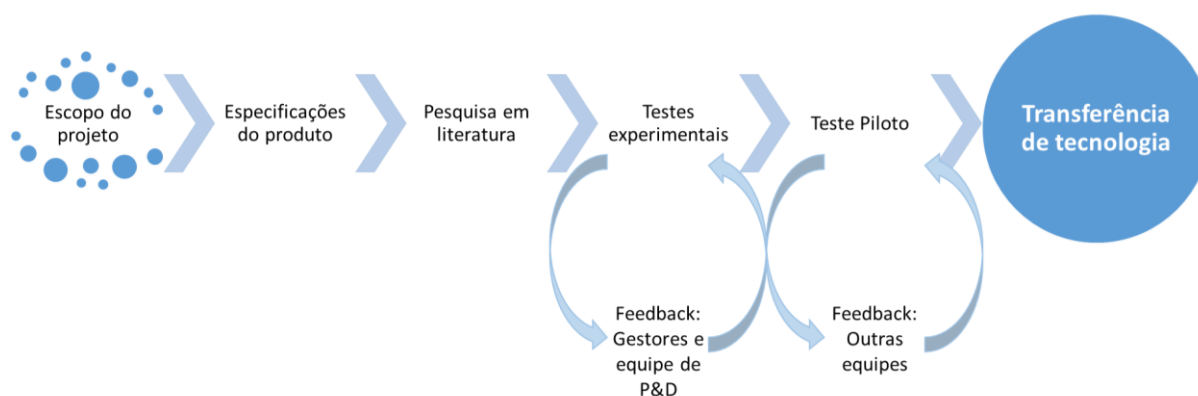 Escopo do
projeto
Especificações
do produto
Pesquisa em
literatura
Testes
experimentais
Teste Piloto
Transferência
de tecnologia
Feedback:
Gestores e
equipe de
P&D
Feedback:
Outras
equipes